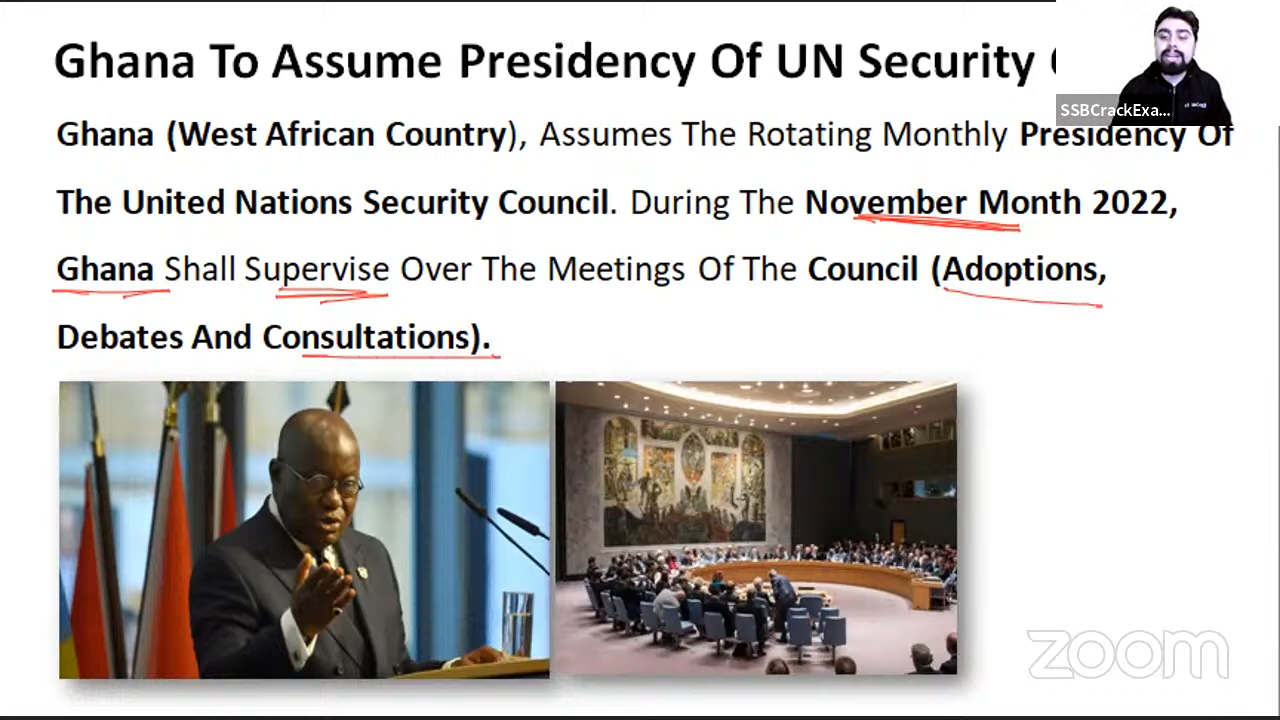 Ghana To Assume Presidency Of UN Security
SSBCrackExa...
Ghana (West African Country), Assumes The Rotating Monthly Presidency Of
The United Nations Security Council. During The November Month 2022,
Ghana Shall Supervise Over The Meetings Of The Council (Adoptions,
Debates And Consultations).
zoom